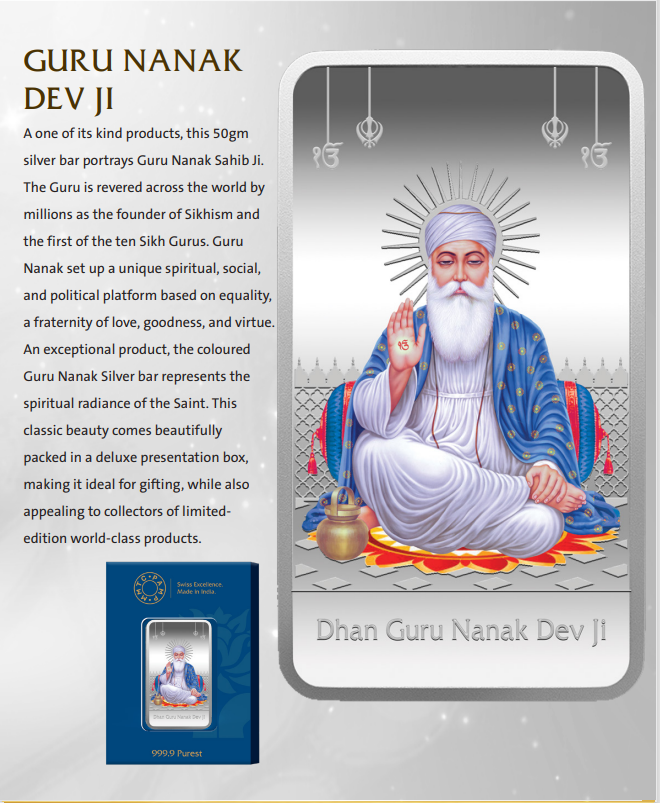 GURU NANAK
DEV JI
A one of its kind products, this 50gm
silver bar portrays Guru Nanak Sahib Ji.
The Guru is revered across the world by
millions as the founder of Sikhism and
the first of the ten Sikh Gurus. Guru
Nanak set up a unique spiritual, social,
and political platform based on equality,
a fraternity of love, goodness, and virtue.
An exceptional product, the coloured
Guru Nanak Silver bar represents the
spiritual radiance of the Saint. This
classic beauty comes beautifully
packed in a deluxe presentation box,
making it ideal for gifting, while also
appealing to collectors of limited-
edition world-class products.
ੴ
ੴ
ੴ
Dhan Guru Nanak Dev Ji
MMTC PAMP
Swiss Excellence.
Made in India.
Dhan Guru Nanak Dev Ji
999.9 Purest